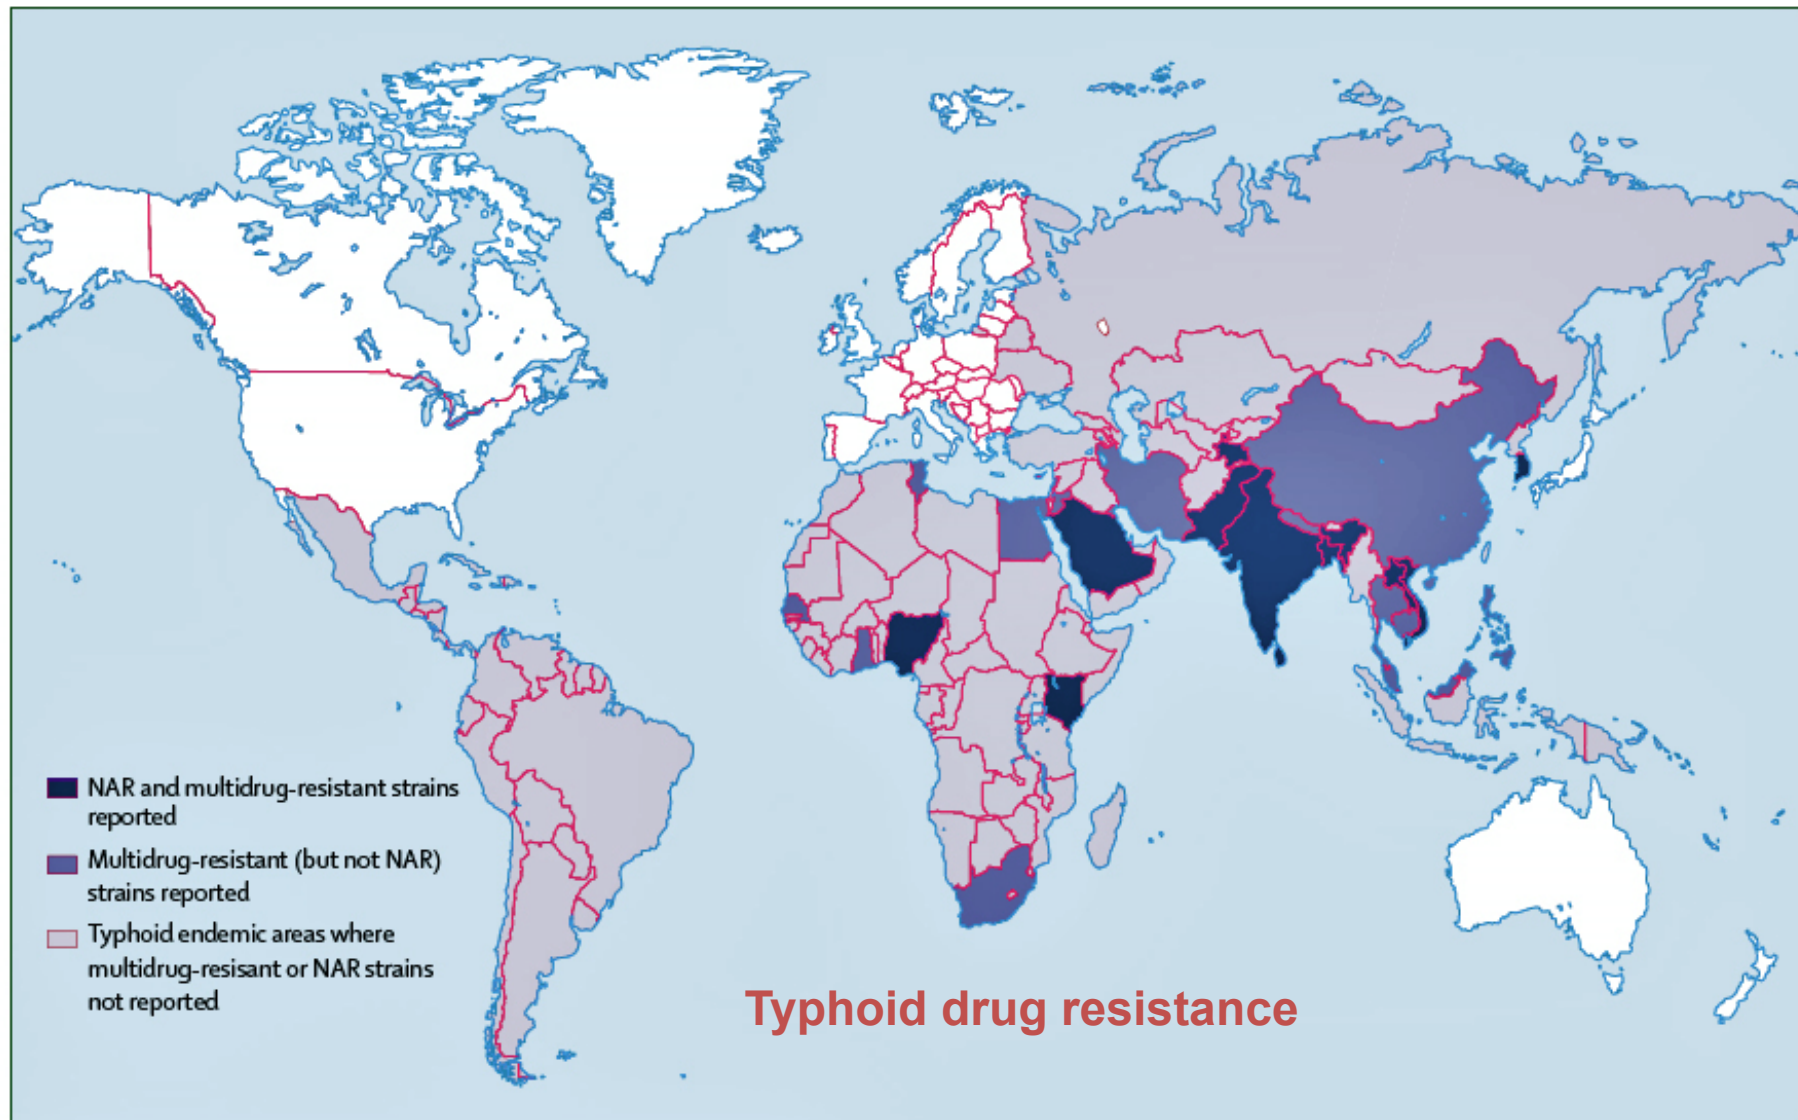 NAR and multidrug-resistant strains
reported
Multidrug-resistant (but not NAR)
strains reported
Typhoid endemic areas where
multidrug-resisant or NAR strains
not reported
Typhoid drug resistance